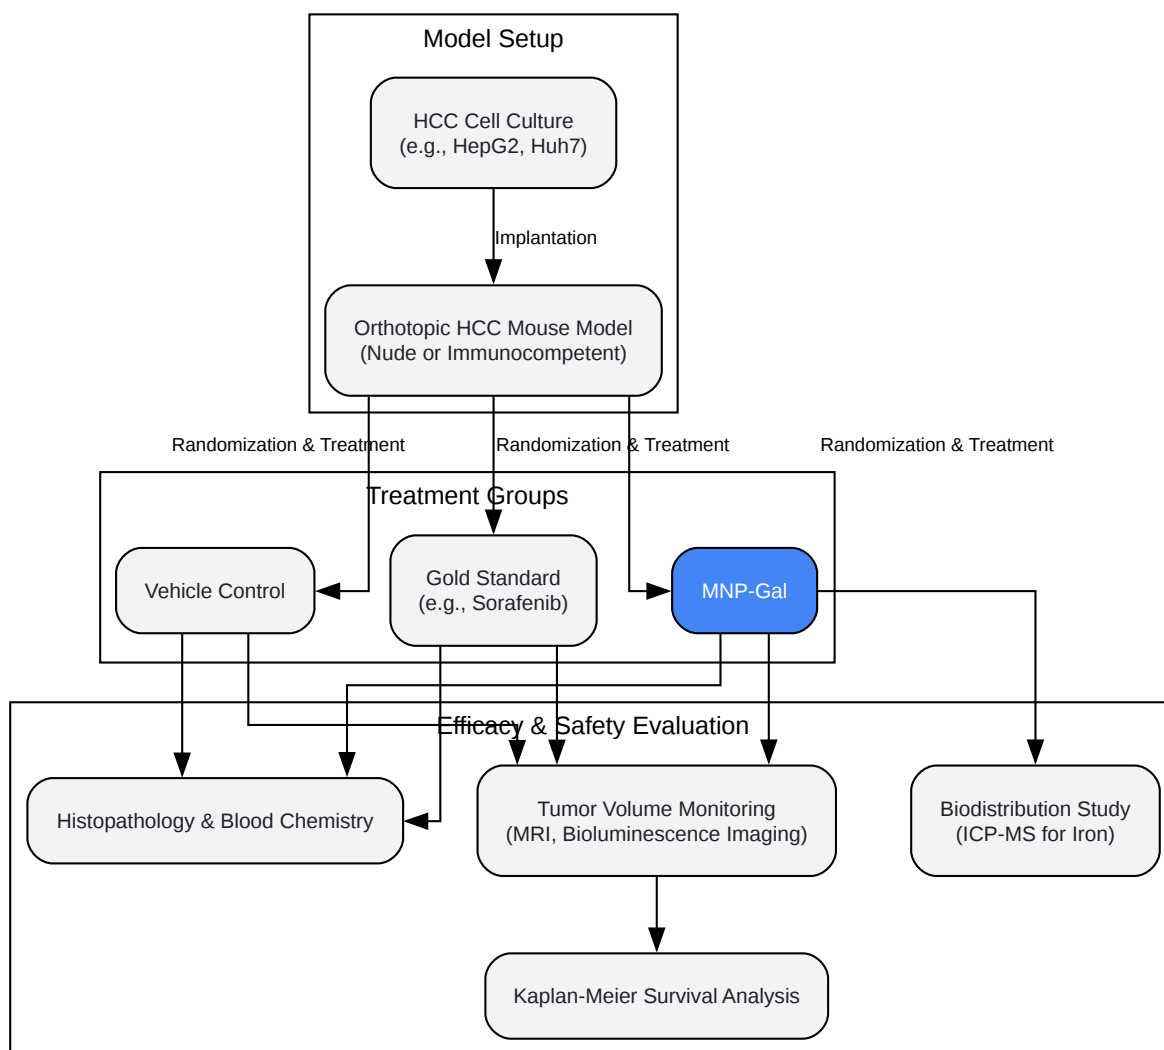 Model Setup
HCC Cell Culture
(e.g., HepG2, Huh7)
Implantation
Orthotopic HCC Mouse Model
(Nude or Immunocompetent)
Randomization & Treatment
Randomization & Treatment
Randomization & Treatment
Treatment Groups
Vehicle Control
Gold Standard
(e.g., Sorafenib)
MNP-Gal
Efficacy & Safety Evaluation
Histopathology & Blood Chemistry
Tumor Volume Monitoring
(MRI, Bioluminescence Imaging)
Biodistribution Study
(ICP-MS for Iron)
Kaplan-Meier Survival Analysis